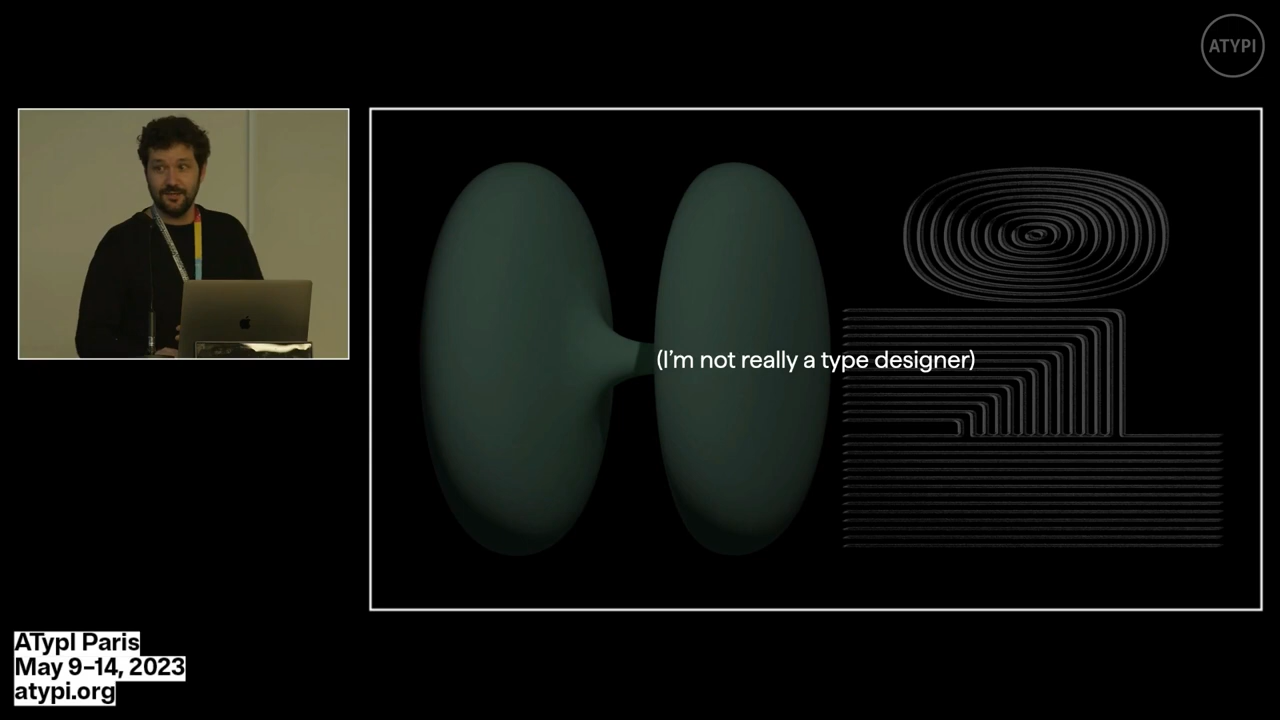 ATYPI
(I'm not really a type designer)
ATypI Paris
May 9–14, 2023
atypi.org